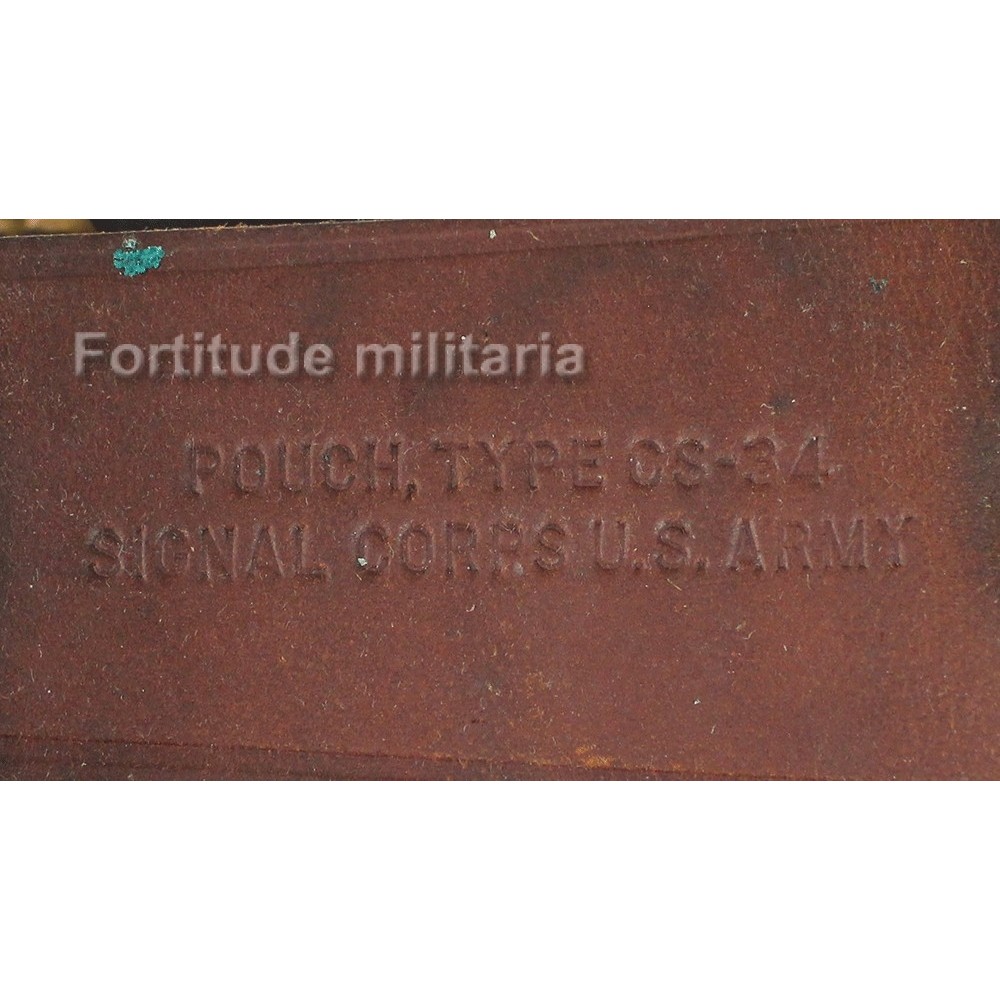 Fortitude militaria
POUCH, TYPE CS-34
SIGNAL CORPS U.S. ARMY